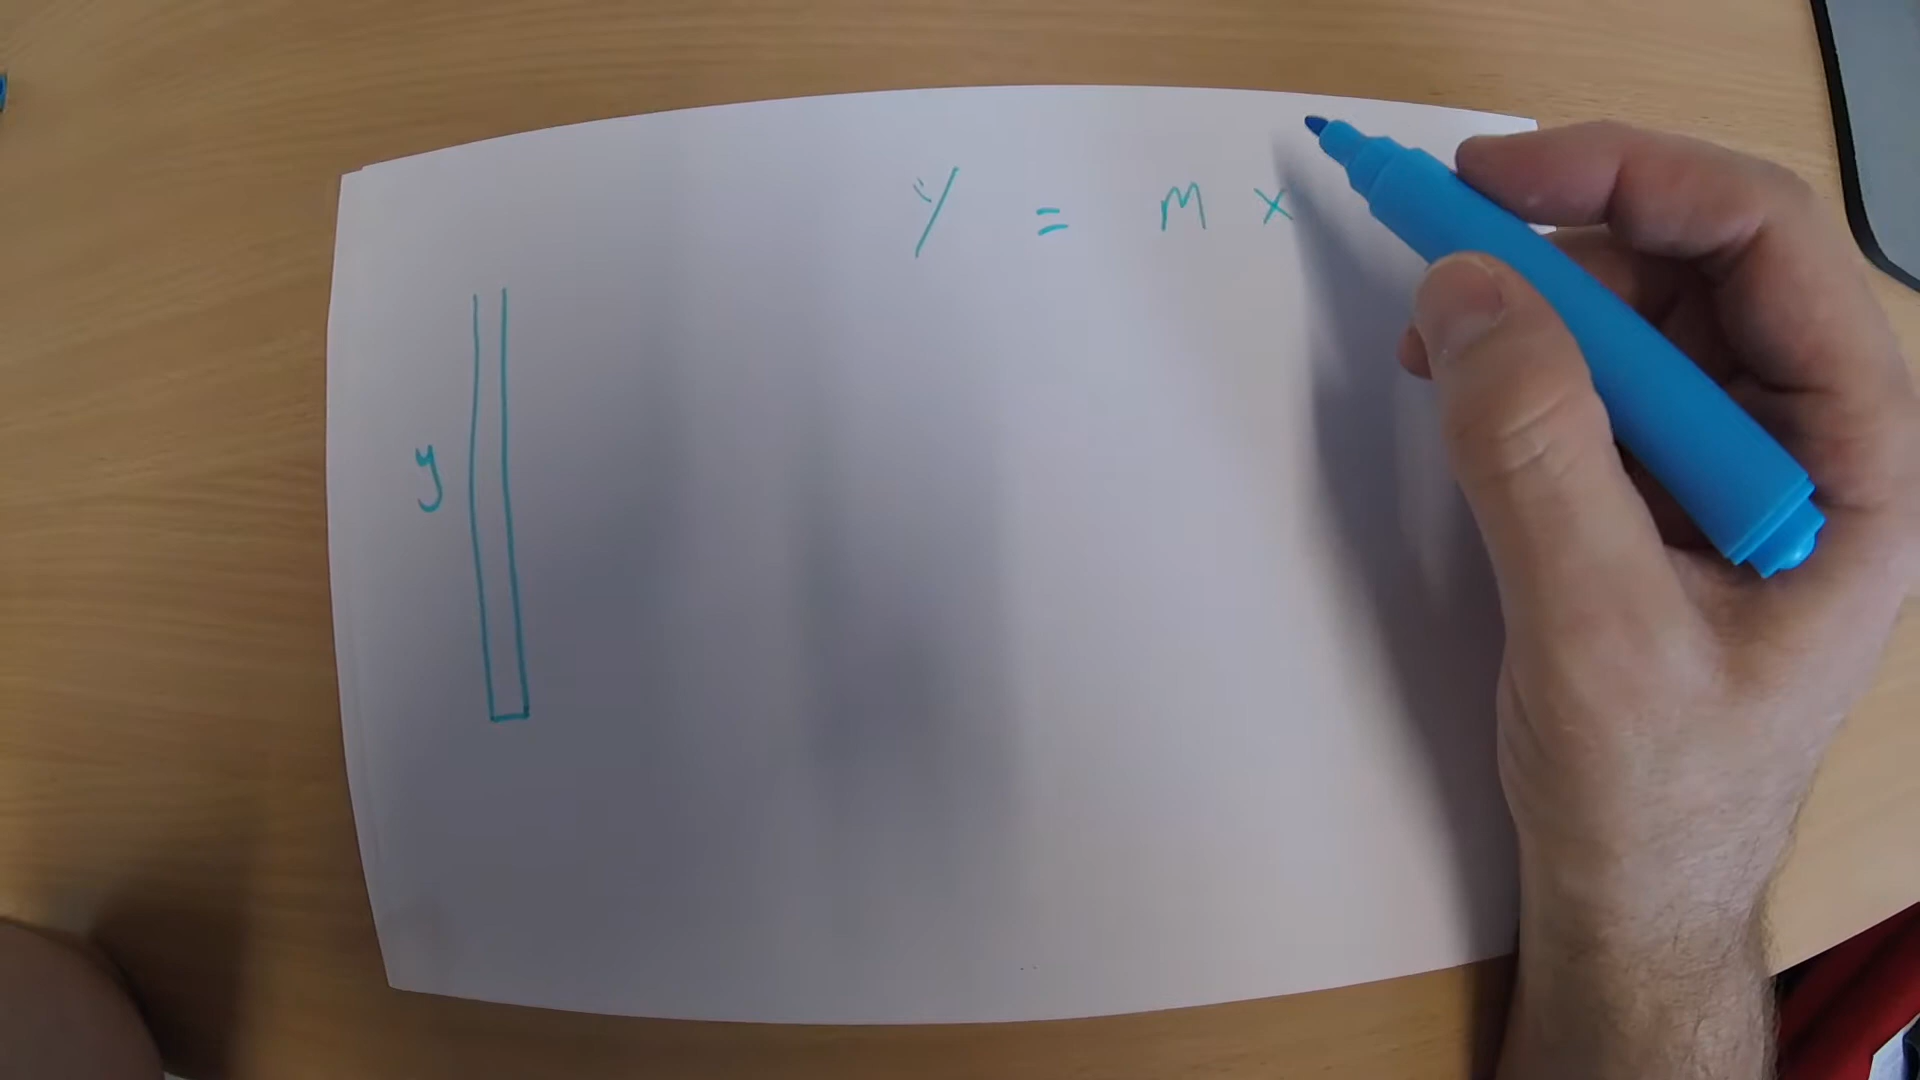 y = m x
y